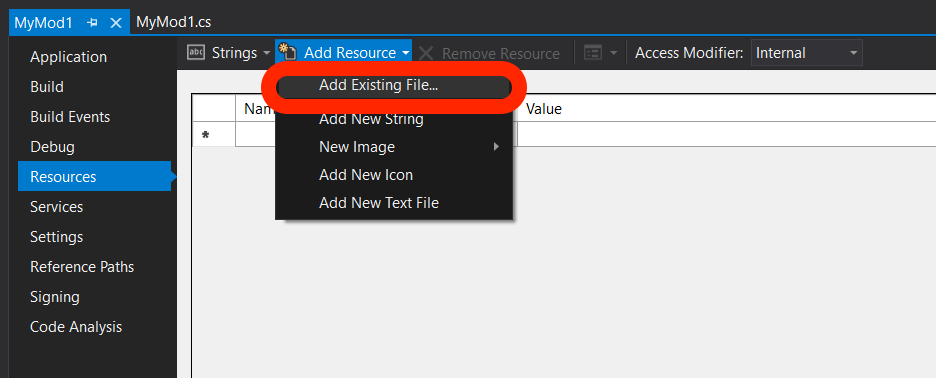 MyMod1 MyMod1.cs
Application
Build
Build Events
Debug
Resources
Services
Settings
Reference Paths
Signing
Code Analysis
abc Strings Add Resource Remove Resource Access Modifier: Internal
Add Existing File...
Add New String
New Image
Add New Icon
Add New Text File
Nam Value
*